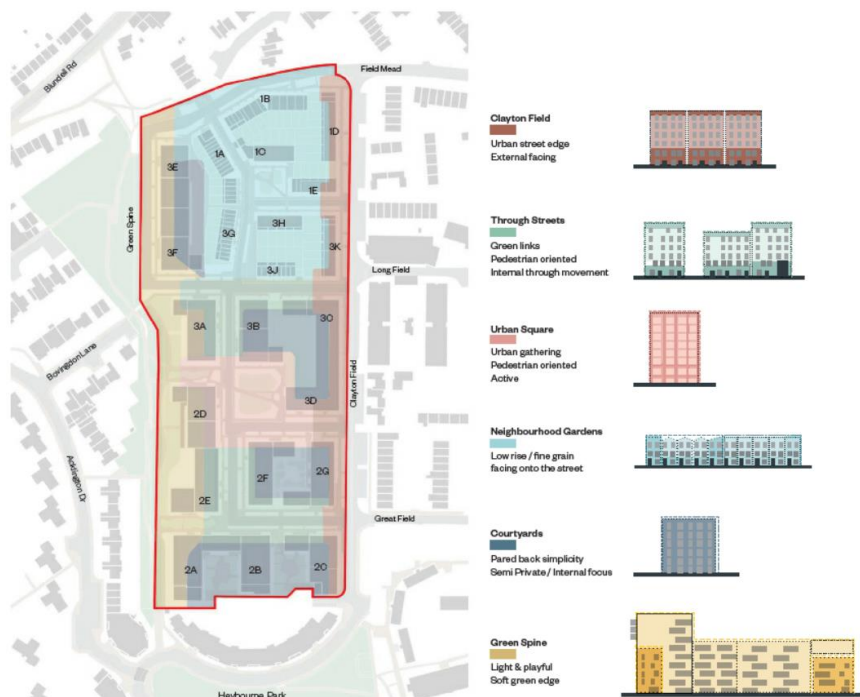 Blundell Rd
Field Mead
1B
1D
1A
1C
3E
1E
3H
3G
3K
3F
3J
Green Spine
Long Field
3A
3B
3C
Bovingdon Lane
Clayton Field
3D
2D
2F
2G
2E
Acklington Dr
Great Field
2A
2B
2C
Heybourne Park
Clayton Field
Urban street edge
External facing
Through Streets
Green links
Pedestrian oriented
Internal through movement
Urban Square
Urban gathering
Pedestrian oriented
Active
Neighbourhood Gardens
Low rise / fine grain
facing onto the street
Courtyards
Pared back simplicity
Semi Private / Internal focus
Green Spine
Light & playful
Soft green edge